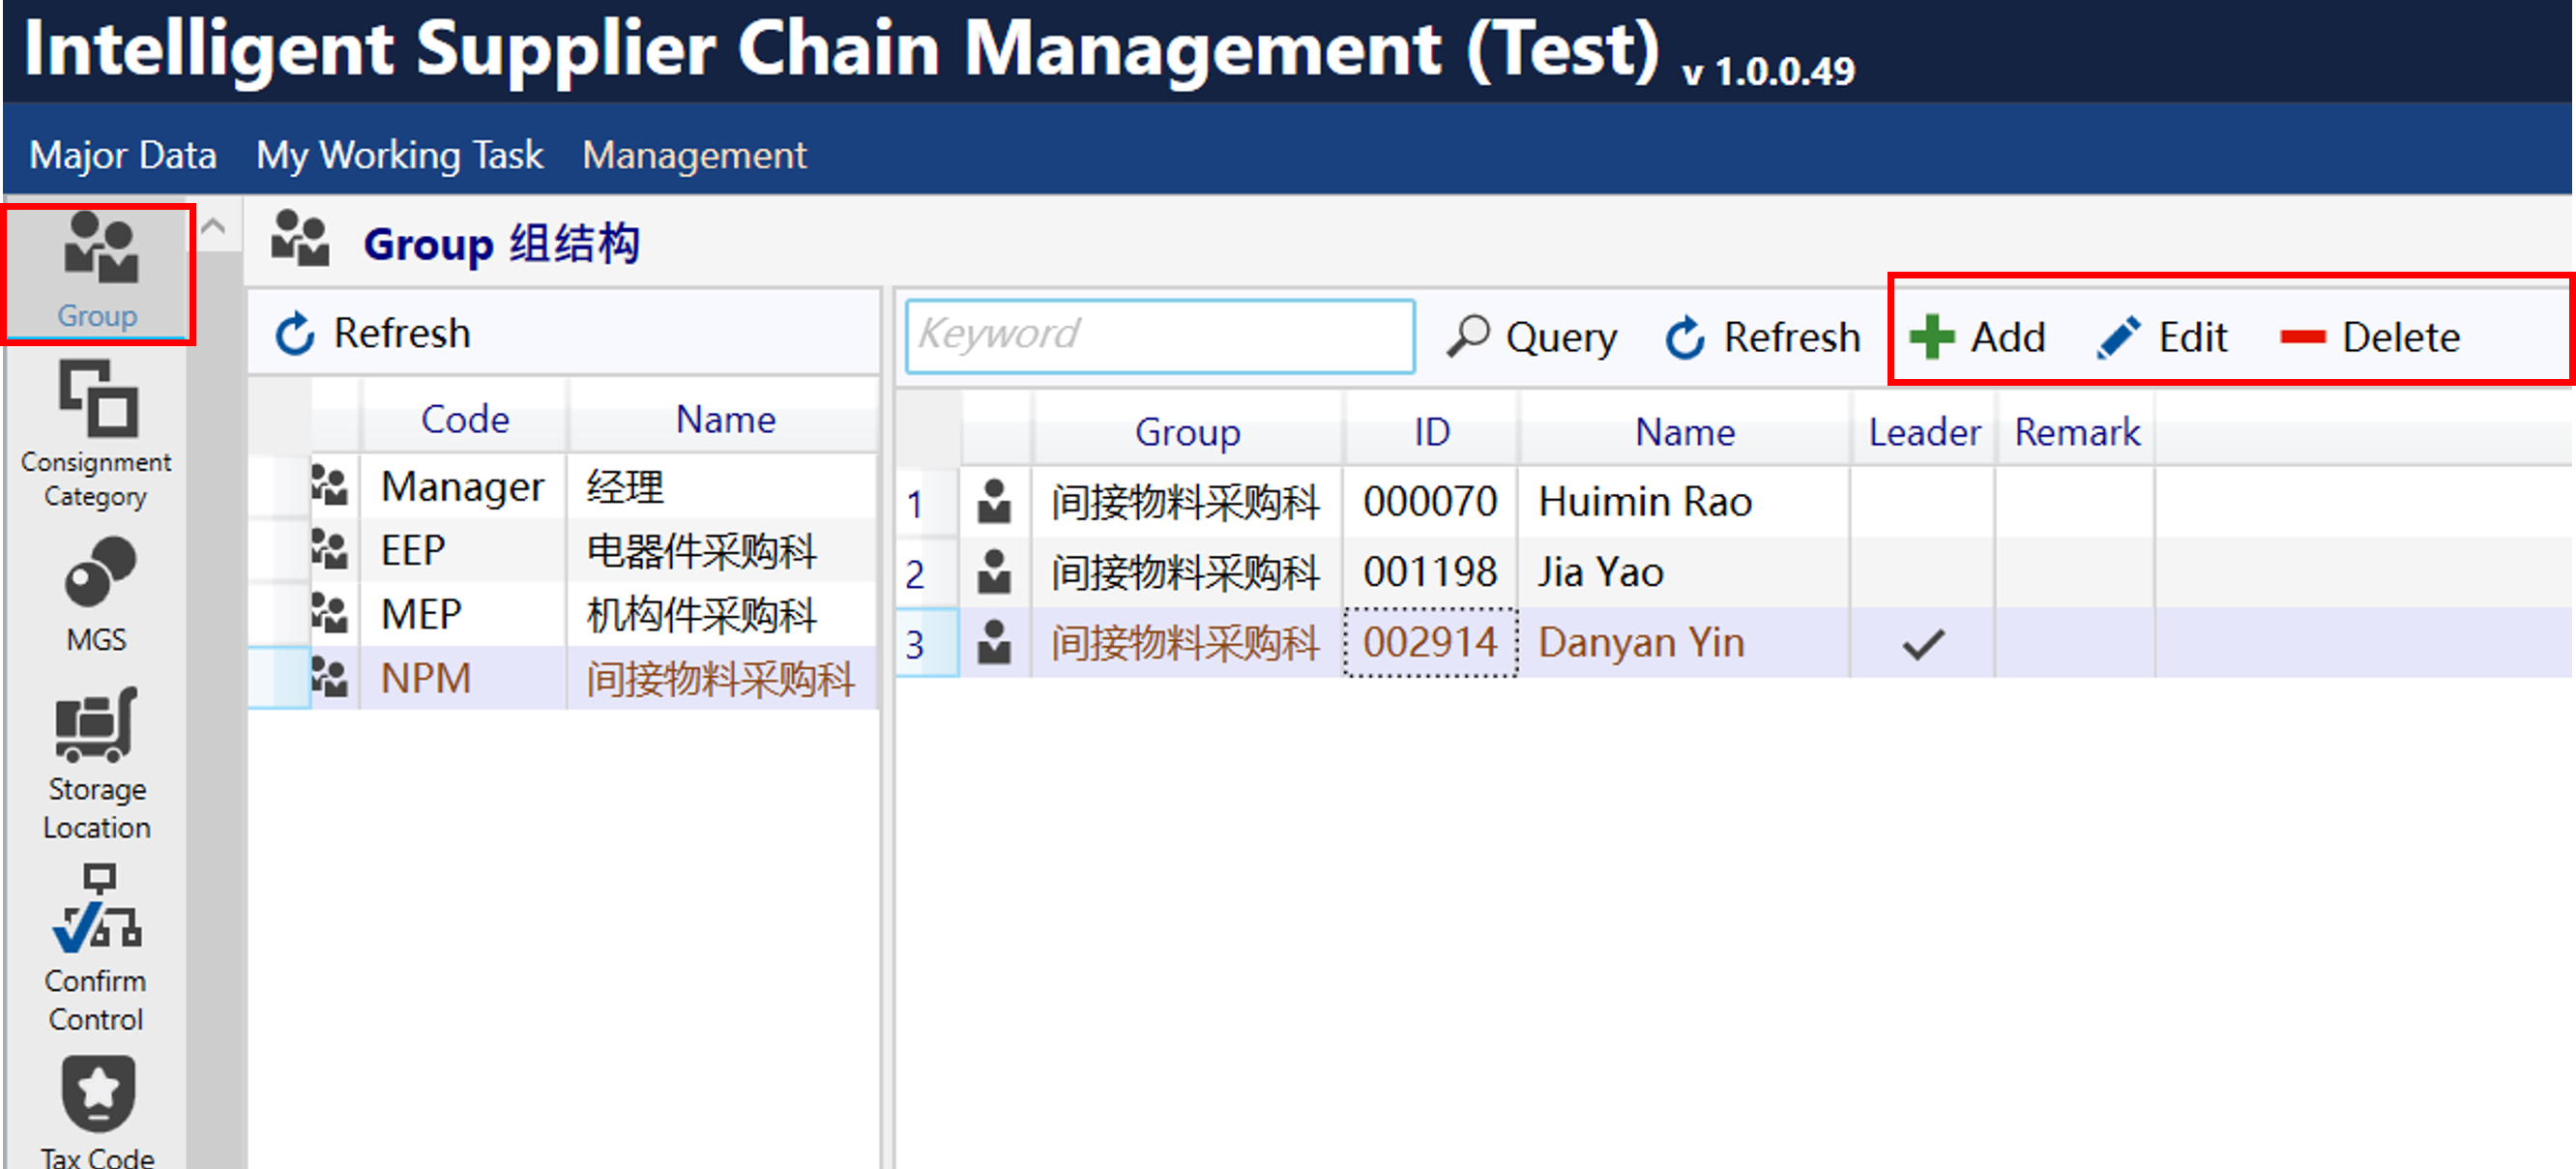 Intelligent Supplier Chain Management (Test) v 1.0.0.49
Major Data My Working Task Management
Group
Consignment
Category
MGS
Storage
Location
Confirm
Control
Tax Code
Group 组结构
Refresh
Code Name
Manager 经理
EEP 电器件采购科
MEP 机构件采购科
NPM 间接物料采购科
Keyword Query Refresh Add Edit Delete
Group ID Name Leader Remark
1 间接物料采购科 000070 Huimin Rao
2 间接物料采购科 001198 Jia Yao
3 间接物料采购科 002914 Danyan Yin